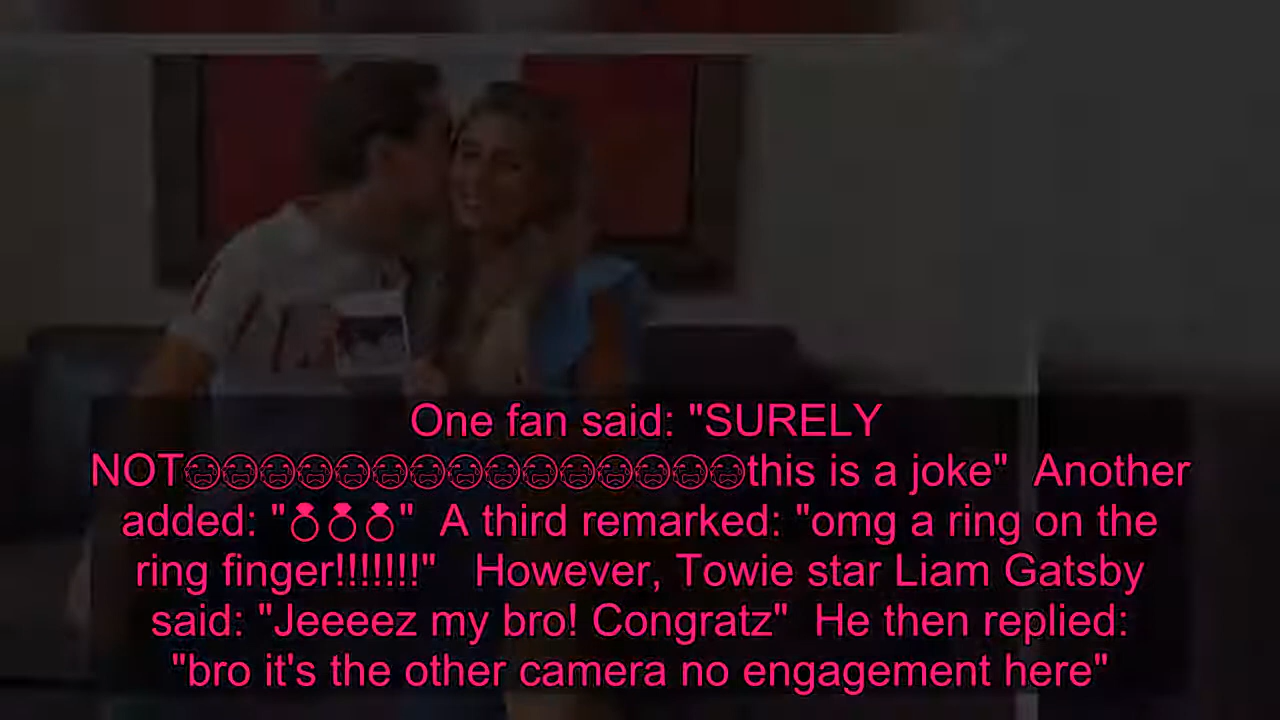 One fan said: "SURELY
NOT😭😭😭😭😭😭😭😭😭😭😭😭😭😭😭this is a joke"  Another
added: "💍💍💍"  A third remarked: "omg a ring on the
ring finger!!!!!!!"   However, Towie star Liam Gatsby
said: "Jeeeez my bro! Congratz"  He then replied:
"bro it's the other camera no engagement here"